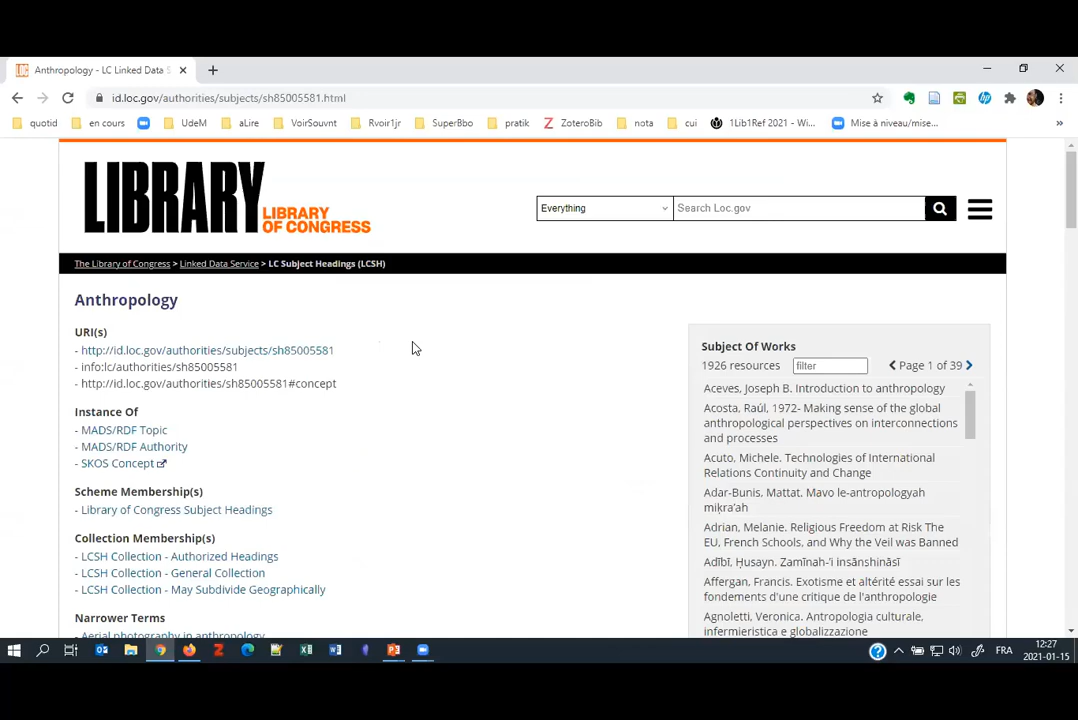 Anthropology - LC Linked Data S
id.loc.gov/authorities/subjects/sh85005581.html
quotid en cours UdeM aLire VoirSouvnt Rvoir1jr SuperBbo pratik ZoteroBib nota cui 1Lib1Ref 2021 - Wi... Mise à niveau/me... »
LIBRARY
LIBRARY
OF CONGRESS
Everything
Search Loc.gov
The Library of Congress > Linked Data Service > LC Subject Headings (LCSH)
Anthropology
URI(s)
- http://id.loc.gov/authorities/subjects/sh85005581
- info:lc/authorities/sh85005581
- http://id.loc.gov/authorities/sh85005581#concept
Instance Of
- MADS/RDF Topic
- MADS/RDF Authority
- SKOS Concept
Scheme Membership(s)
- Library of Congress Subject Headings
Collection Membership(s)
- LCSH Collection - Authorized Headings
- LCSH Collection - General Collection
- LCSH Collection - May Subdivide Geographically
Narrower Terms
- Aerial photography in anthropology
Subject Of Works
1926 resources filter Page 1 of 39
Aceves, Joseph B. Introduction to anthropology
Acosta, Raúl, 1972- Making sense of the global
anthropological perspectives on interconnections
and processes
Acuto, Michele. Technologies of International
Relations Continuity and Change
Adar-Bunis, Mattat. Mavo le-antropologyah
miḳra'ah
Adrian, Melanie. Religious Freedom at Risk The
EU, French Schools, and Why the Veil was Banned
Adībī, Ḥusayn. Zamīnah-ʼi insānshināsī
Affergan, Francis. Exotisme et altérité essai sur les
fondements d'une critique de l'anthropologie
Agnoletti, Veronica. Antropologia culturale,
infermieristica e globalizzazione
FRA
12:27
2021-01-15